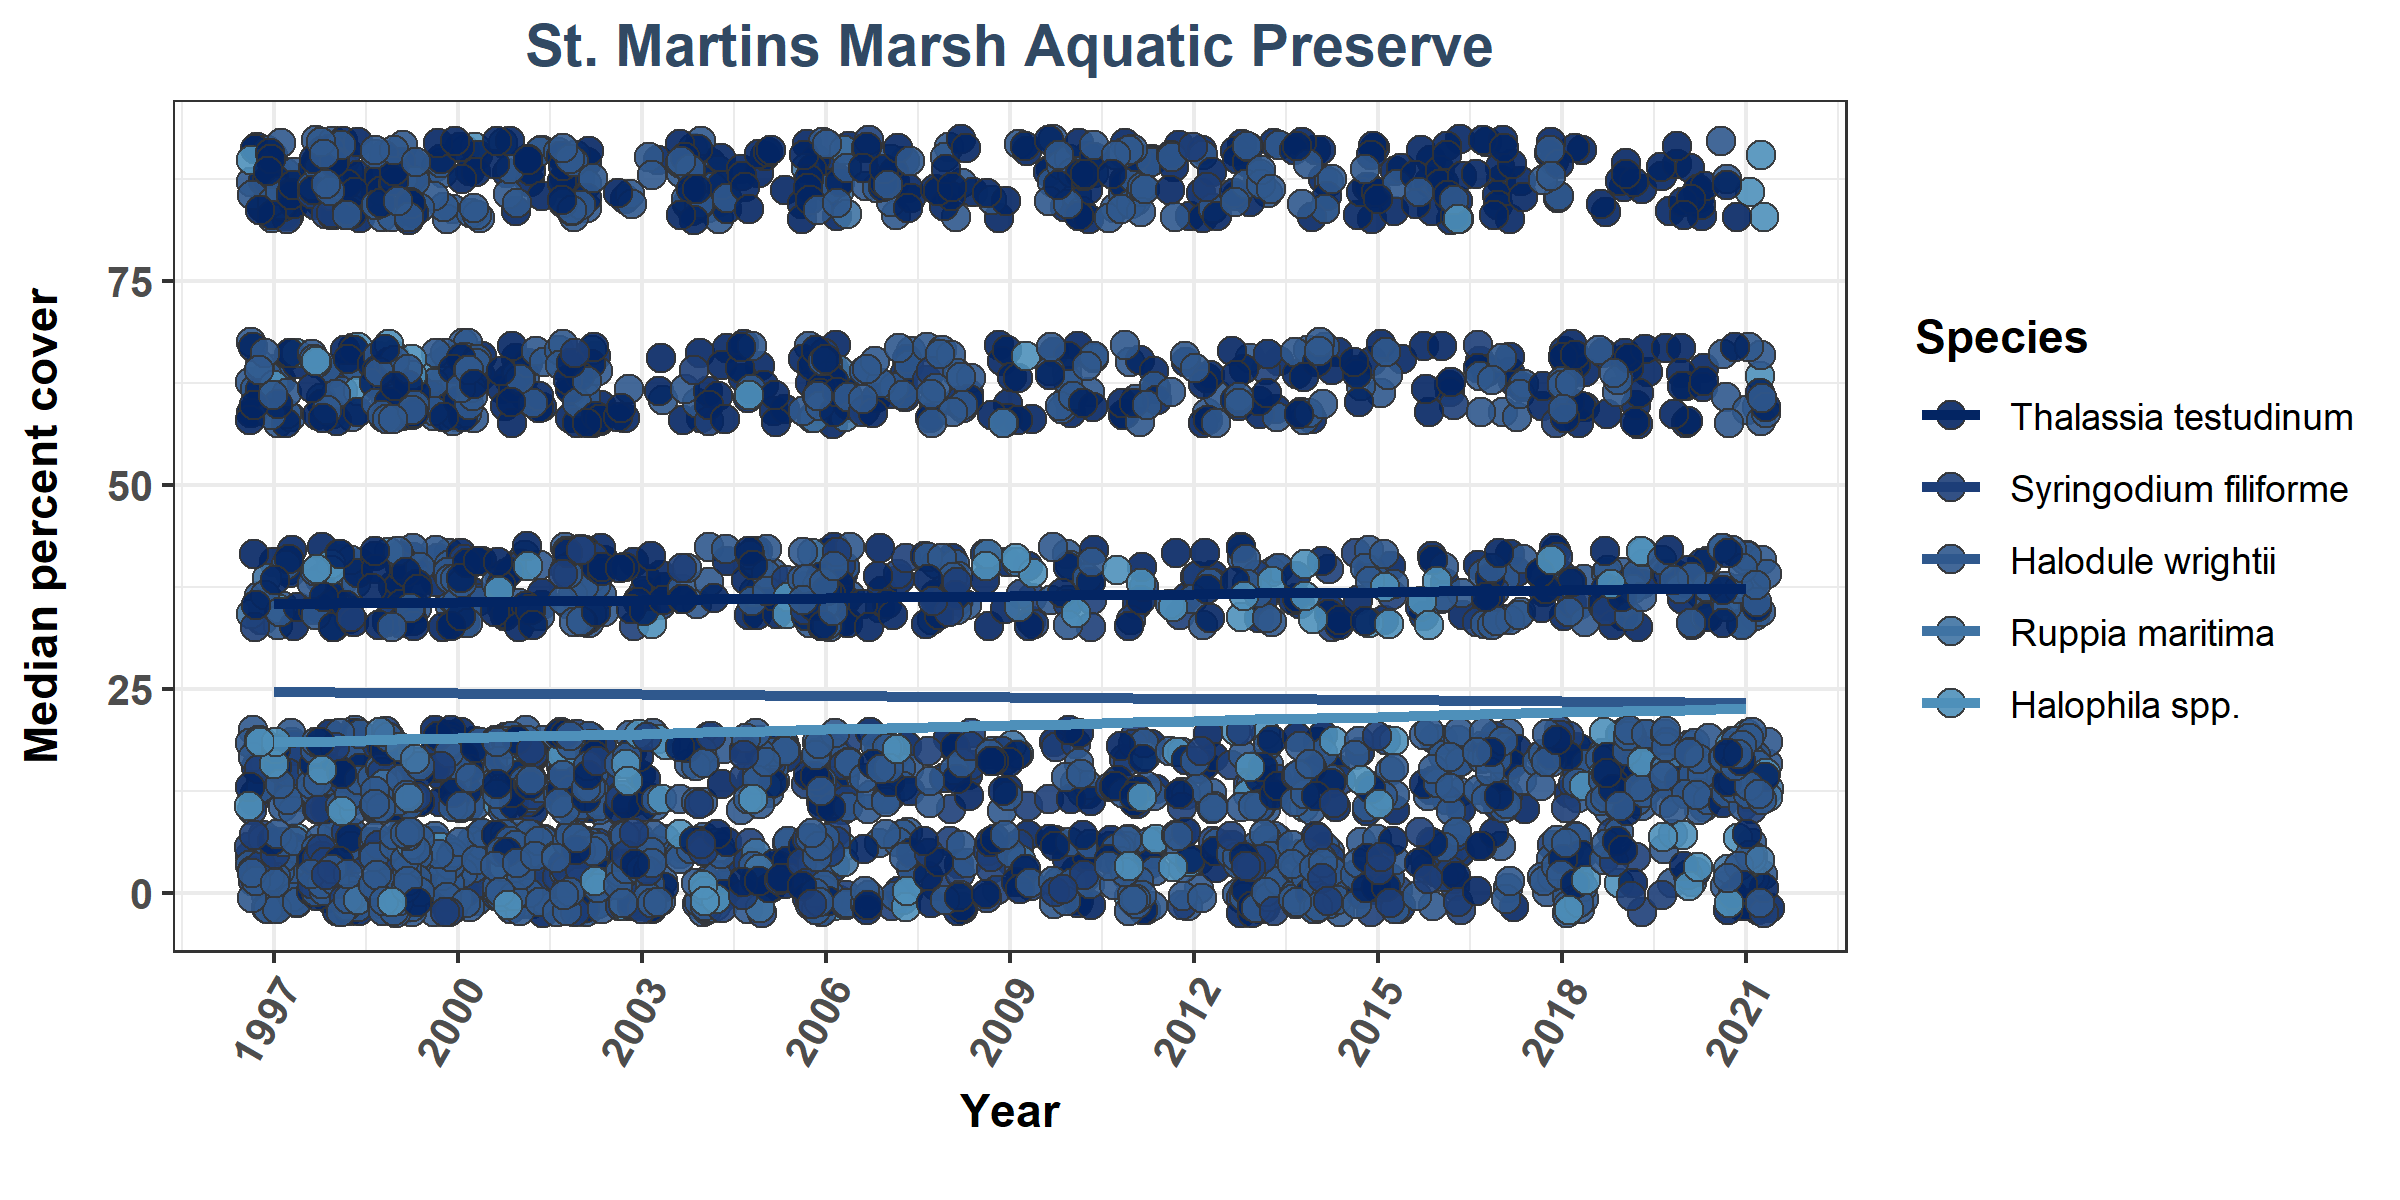 St. Martins Marsh Aquatic Preserve
Median percent cover
75
50
25
0
1997
2000
2003
2006
2009
2012
2015
2018
2021
Year
Species
Thalassia testudinum
Syringodium filiforme
Halodule wrightii
Ruppia maritima
Halophila spp.